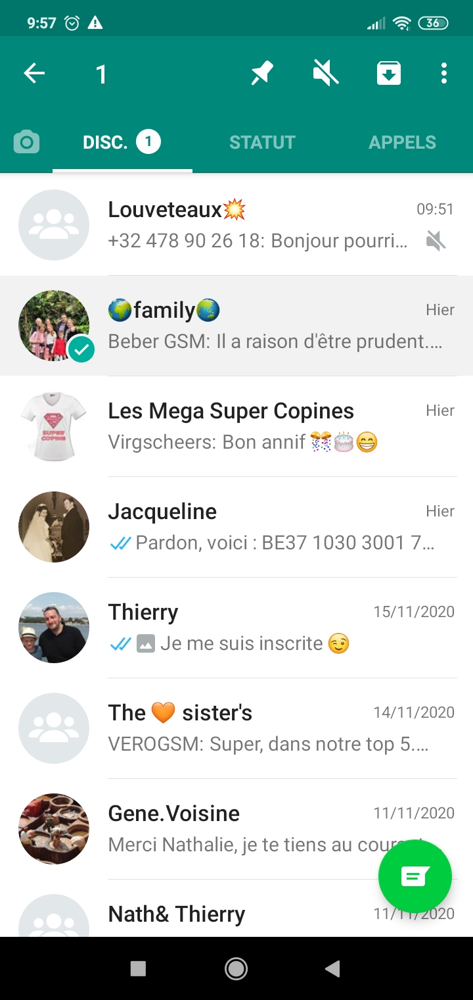 9:57 36
1
DISC. 1 STATUT APPELS
Louveteaux💥 09:51
+32 478 90 26 18: Bonjour pourri…
🌍family🌏 Hier
Beber GSM: Il a raison d'être prudent.…
SUPER
COPINE
Les Mega Super Copines Hier
Virgscheers: Bon annif 🎊🎂😁
Jacqueline Hier
Pardon, voici : BE37 1030 3001 7…
Thierry 15/11/2020
Je me suis inscrite 😉
The 🧡 sister's 14/11/2020
VEROGSM: Super, dans notre top 5.…
Gene.Voisine 11/11/2020
Merci Nathalie, je te tiens au
Nath& Thierry 11/11/2020